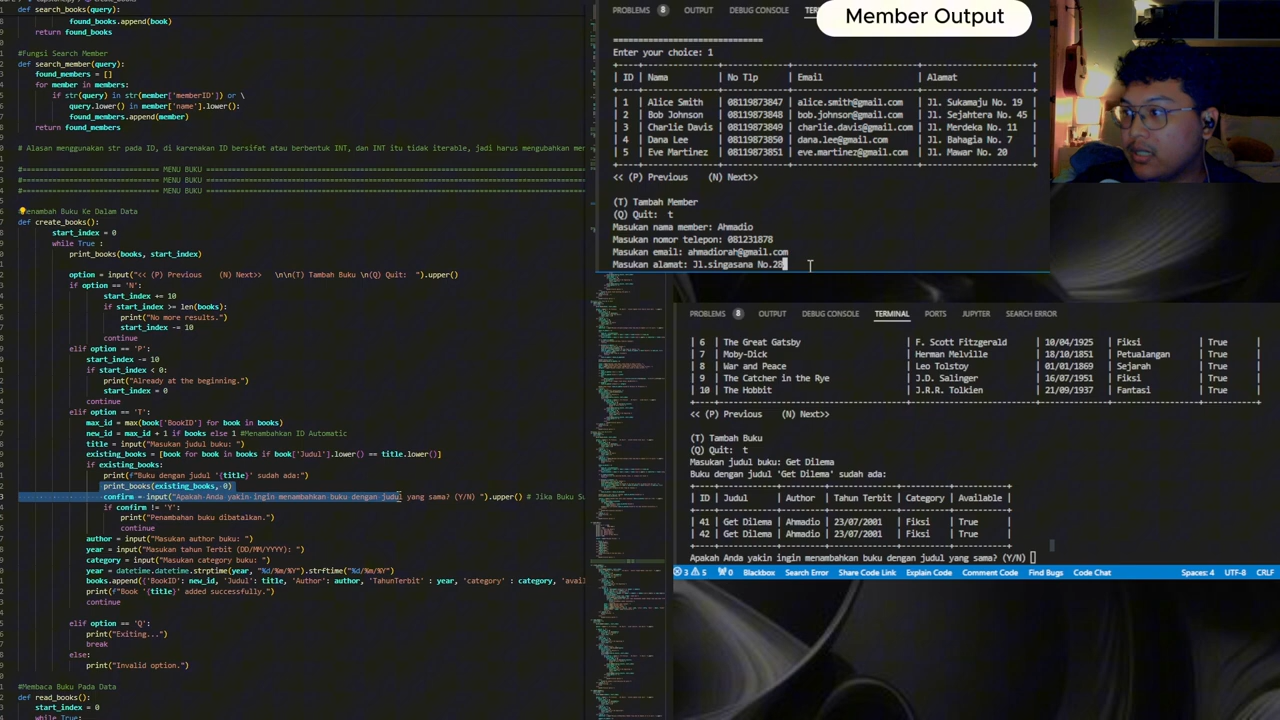 def search_books(query):
found_books.append(book)
return found_books
#Fungsi Search Member
def search_member(query):
found_members = []
for member in members:
if str(query) in str(member['memberID']) or \
query.lower() in member['name'].lower():
found_members.append(member)
return found_members
# Alasan menggunakan str pada ID, di karenakan ID bersifat atau berbentuk INT, dan INT itu tidak iterable, jadi harus mengubahkan
#============================== MENU BUKU ==============================
#============================== MENU BUKU ==============================
#============================== MENU BUKU ==============================
Menambah Buku Ke Dalam Data
def create_books():
start_index = 0
while True :
print_books(books, start_index)
option = input("<< (P) Previous    (N) Next>>   \n\n(T) Tambah Buku \n(Q) Quit:  ").upper()
if option == 'N':
start_index += 10
if start_index > len(books):
print("No more results.")
start_index -= 10
continue
elif option == 'P':
start_index -= 10
if start_index < 0:
print("Already at the beginning.")
start_index = 0
continue
elif option == 'T':
max_id = max(book['BookID'] for book in books)
new_id = max_id + 1 if books else 1 #Menambahkan ID Automatic
title = input("Masukan judul buku: ")
existing_books = [book for book in books if book['Judul'].lower() == title.lower()]
if existing_books:
print(f"Buku dengan judul '{title}' sudah ada:")
print_books(existing_books, 0)
confirm = input("Apakah Anda yakin ingin menambahkan buku dengan judul yang sama? (Y/N) ").upper() # Jika Buku
if confirm != 'Y':
print("Penambahan buku dibatalkan.")
continue
author = input("Masukan author buku: ")
year = input("Masukan tahun Terbit (DD/MM/YYYY): ")
category = input("Masukan category buku: ")
year = datetime.datetime.strptime(year, "%d/%m/%Y").strftime("%d/%m/%Y")
books.append({'BookID': new_id, 'Judul': title, 'Author': author, 'TahunTerbit' : year, 'category' : category,
print(f"Book '{title}' added successfully.")
continue
elif option == 'Q':
print("Exiting...")
break
else:
print("Invalid option.")
#Membaca Buku Pada Data
def read_books():
start_index = 0
while True:
PROBLEMS 8 OUTPUT DEBUG CONSOLE
Member Output
==============================
Enter your choice: 1
| ID | Nama | No Tlp | Email | Alamat |
| 1 | Alice Smith | 08119873847 | alice.smith@gmail.com | Jl. Sukamaju No. 19 |
| 2 | Bob Johnson | 08119873848 | bob.johnson@gmail.com | Jl. Sejahtera No. 45 |
| 3 | Charlie Davis | 08119873849 | charlie.davis@gmail.com | Jl. Merdeka No. 11 |
| 4 | Dana Lee | 08119873850 | dana.lee@gmail.com | Jl. Bahagia No. 7 |
| 5 | Eve Martinez | 08119873851 | eve.martinez@gmail.com | Jl. Mawar No. 20 |
<< (P) Previous    (N) Next>>
(T) Tambah Member
(Q) Quit:  t
Masukan nama member: Ahmadio
Masukan nomor telepon: 081231878
Masukan email: ahmadiorah@gmail.com
Masukan alamat: Jl.singasana No.28
PROBLEMS 8 OUTPUT DEBUG CONSOLE TERMINAL PORTS JUPYTER SEARCH ERROR
| 6 | The Great Gatsby | F. Scott Fitzgerald | 10/04/1925 | Fiksi | True |
| 7 | Moby-Dick | Herman Melville | 18/10/1851 | Petualangan | True |
| 8 | War and Peace | Leo Tolstoy | 01/01/1869 | Sejarah | True |
| 9 | The Catcher in the Rye | J.D. Salinger | 16/07/1951 | Fiksi | True |
| 10 | The Hobbit | J.R.R. Tolkien | 21/09/1937 | Fantasi | True |
<< (P) Previous    (N) Next>>
(T) Tambah Buku
(Q) Quit:  t
Masukan judul buku: Get Dilema
Buku dengan judul 'Get Dilema' sudah ada:
| ID | Judul | Author | Tahun Terbit | Category | Available |
| 41 | Get Dilema | Ahmadio | 23/07/2001 | Fiksi | True |
| 42 | Get Dilema | Ahmadio | 23/07/2001 | Fiksi | True |
Apakah Anda yakin ingin menambahkan buku dengan judul yang sama? (Y/N)
3 5 0 Blackbox Search Error Share Code Link Explain Code Comment Code Find Bugs Code Chat Spaces: 4 UTF-8 CRLF